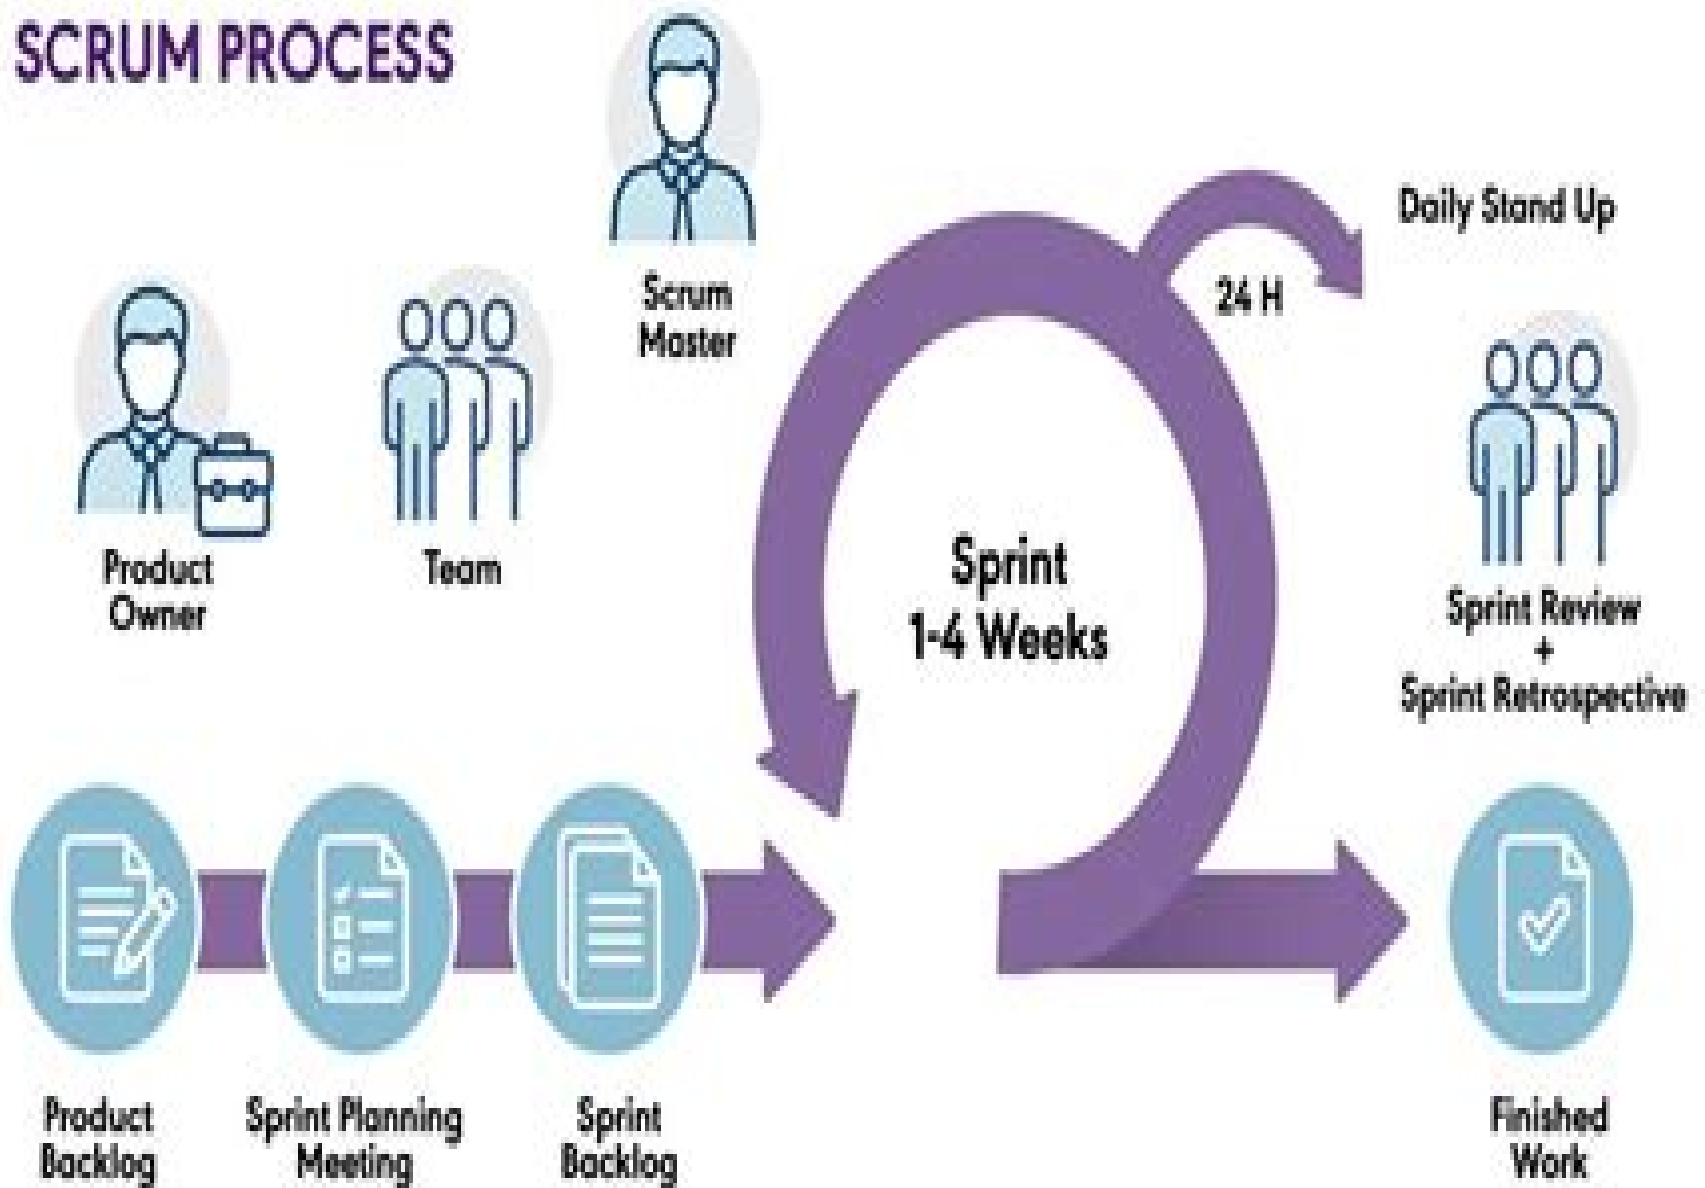 SCRUM PROCESS
Scrum
Master
Daily Stand Up
24 H
Product
Owner
Team
Sprint
1-4 Weeks
Sprint Review
+
Sprint Retrospective
Product
Backlog
Sprint Planning
Meeting
Sprint
Backlog
Finished
Work